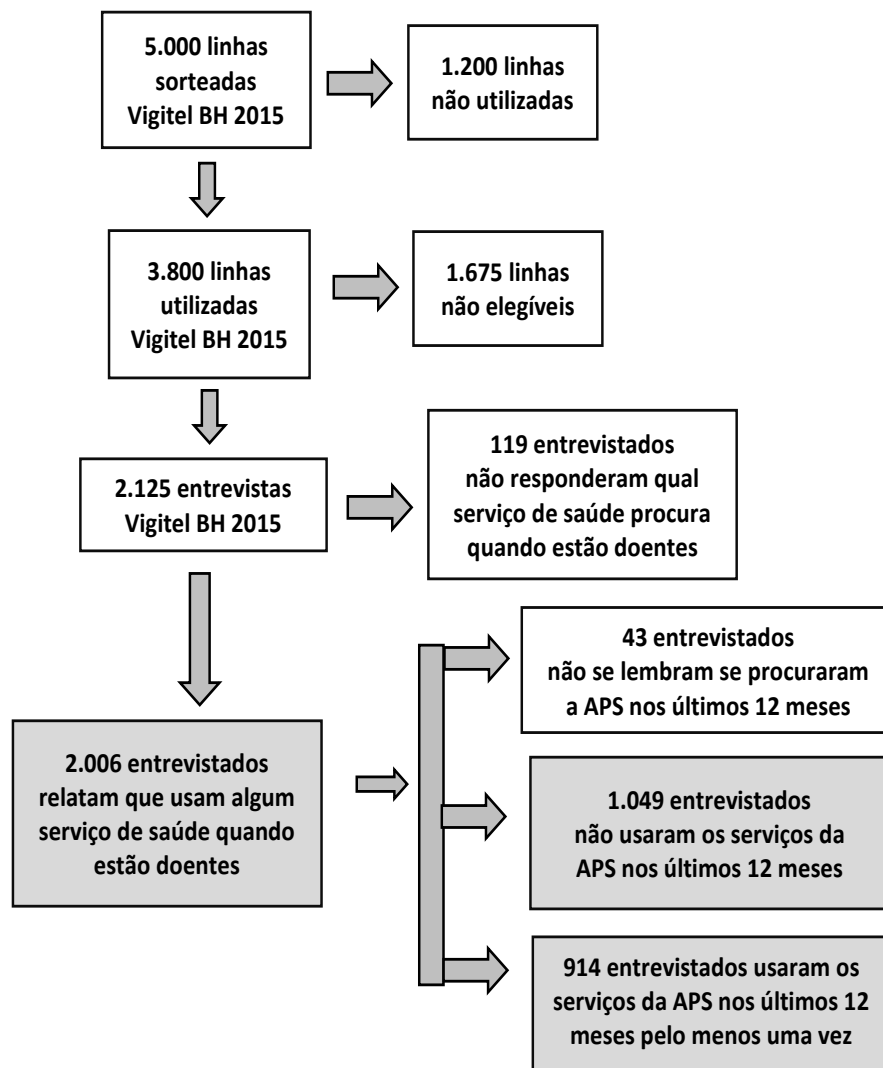 5.000 linhas
sorteadas
Vigitel BH 2015
1.200 linhas
não utilizadas
3.800 linhas
utilizadas
Vigitel BH 2015
1.675 linhas
não elegíveis
2.125 entrevistas
Vigitel BH 2015
119 entrevistados
não responderam qual
serviço de saúde procura
quando estão doentes
43 entrevistados
não se lembram se procuraram
a APS nos últimos 12 meses
2.006 entrevistados
relatam que usam algum
serviço de saúde quando
estão doentes
1.049 entrevistados
não usaram os serviços da
APS nos últimos 12 meses
914 entrevistados usaram os
serviços da APS nos últimos 12
meses pelo menos uma vez